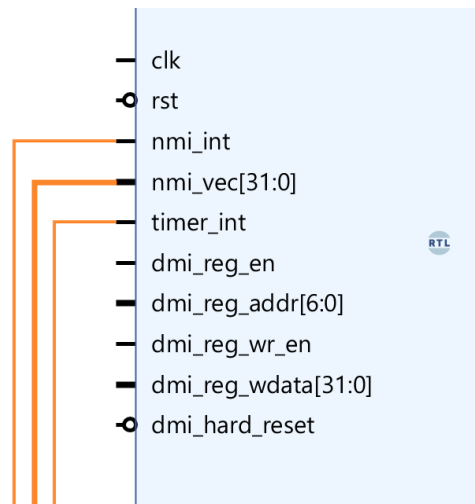 clk
rst
nmi_int
nmi_vec[31:0]
timer_int
RTL
dmi_reg_en
dmi_reg_addr[6:0]
dmi_reg_wr_en
dmi_reg_wdata[31:0]
dmi_hard_reset